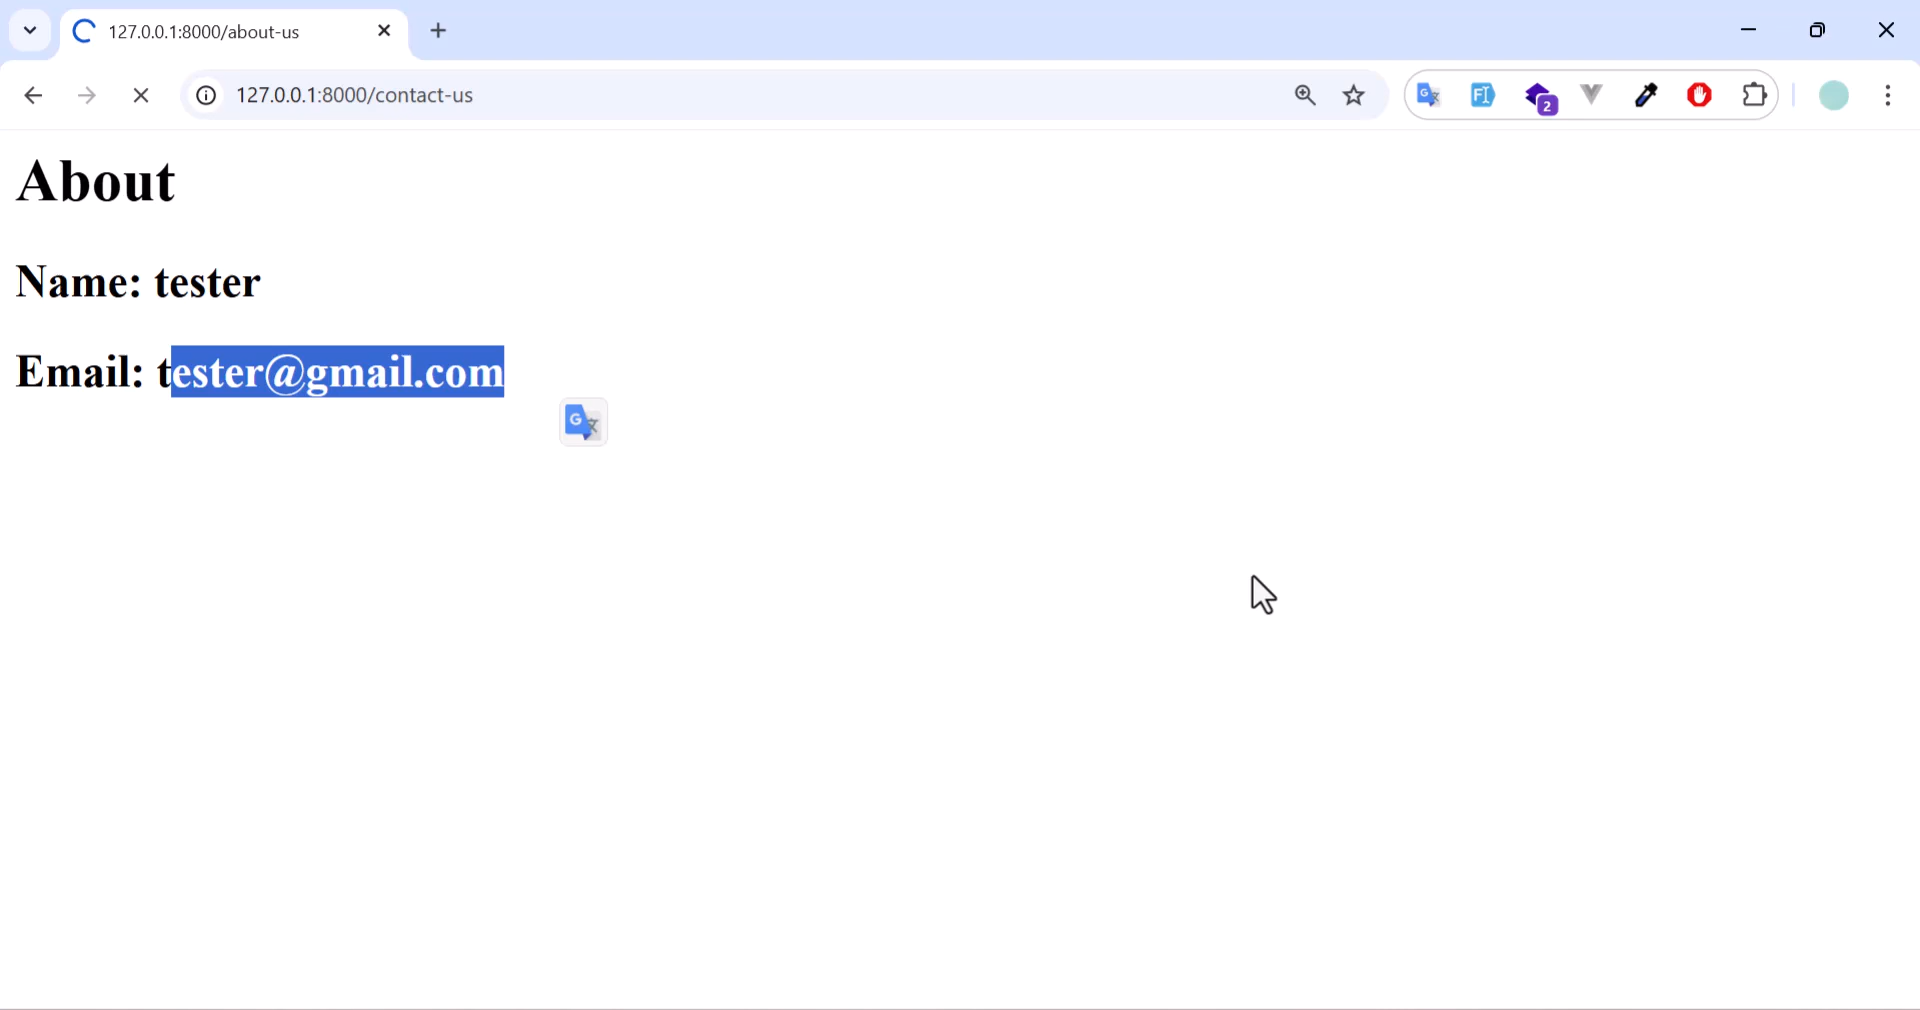 127.0.0.1:8000/about-us
127.0.0.1:8000/contact-us
2
About
Name: tester
Email: tester@gmail.com